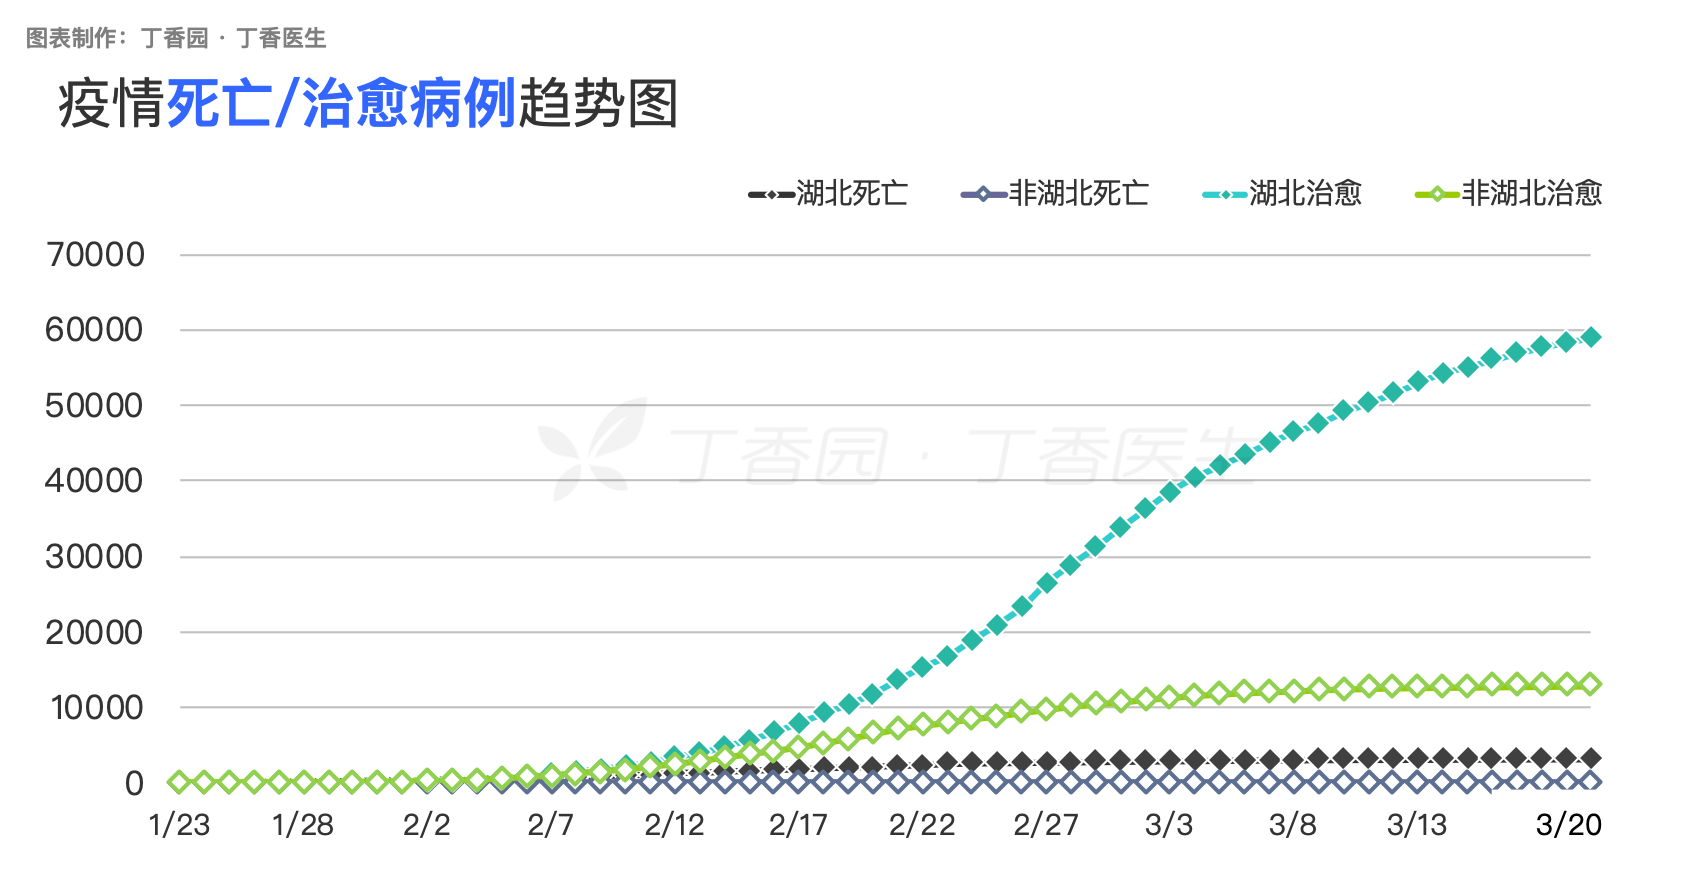 图表制作：丁香园 · 丁香医生
疫情死亡/治愈病例趋势图
湖北死亡 非湖北死亡 湖北治愈 非湖北治愈
70000
60000
50000
40000
30000
20000
10000
0
丁香园 · 丁香医生
1/23 1/28 2/2 2/7 2/12 2/17 2/22 2/27 3/3 3/8 3/13 3/20